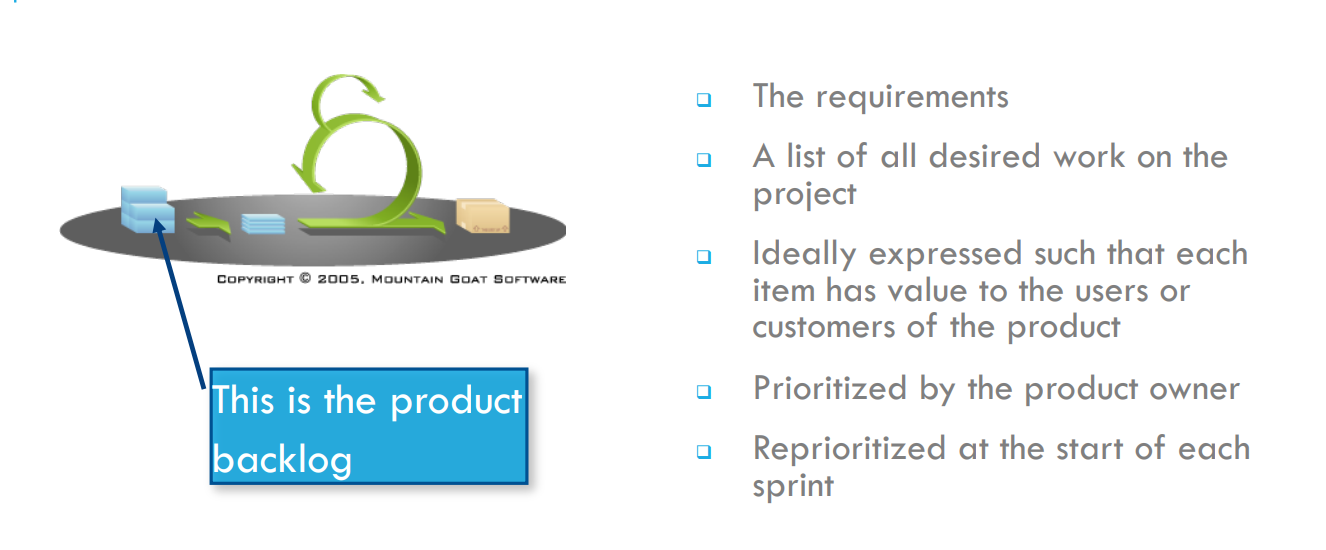 COPYRIGHT © 2005, MOUNTAIN GOAT SOFTWARE
This is the product
backlog
The requirements
A list of all desired work on the
project
Ideally expressed such that each
item has value to the users or
customers of the product
Prioritized by the product owner
Reprioritized at the start of each
sprint